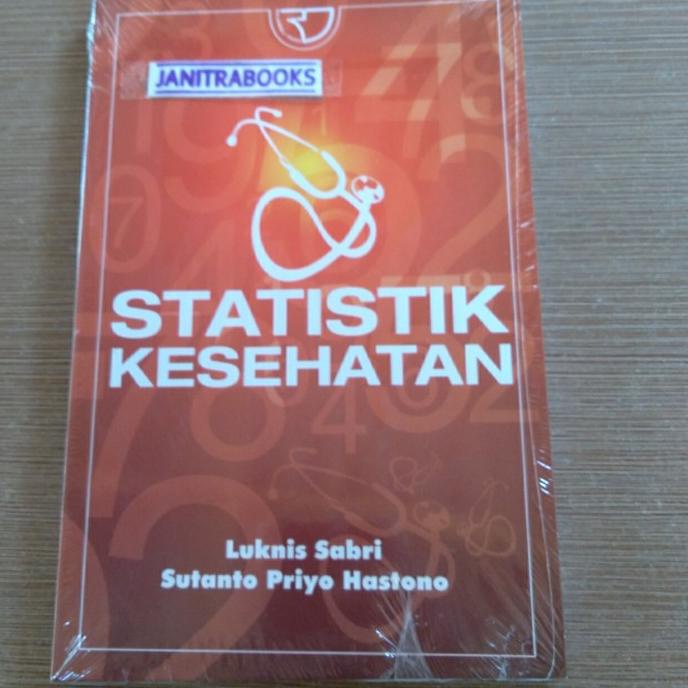 JANITRABOOKS
STATISTIK
KESEHATAN
Luknis Sabri
Sutanto Priyo Hastono